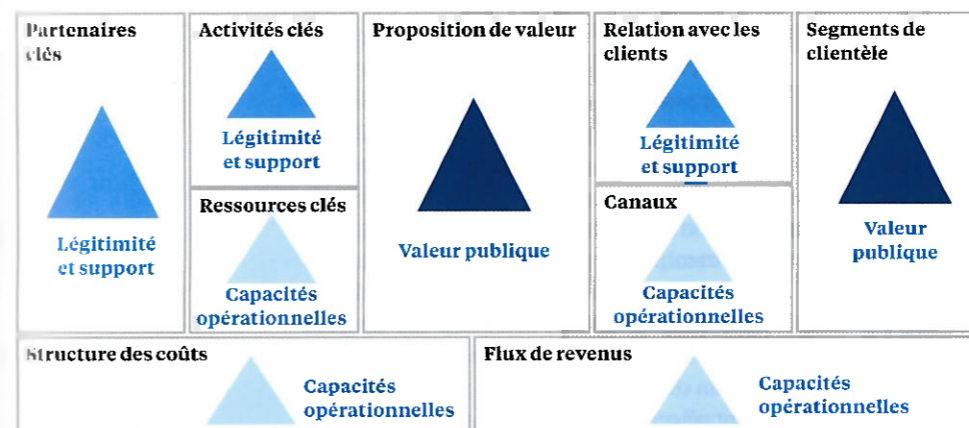 Partenaires
clés
Légitimité
et support
Activités clés
Légitimité
et support
Ressources clés
Capacités
opérationnelles
Proposition de valeur
Valeur publique
Relation avec les
clients
Légitimité
et support
Canaux
Capacités
opérationnelles
Segments de
clientèle
Valeur
publique
Structure des coûts
Capacités
opérationnelles
Flux de revenus
Capacités
opérationnelles